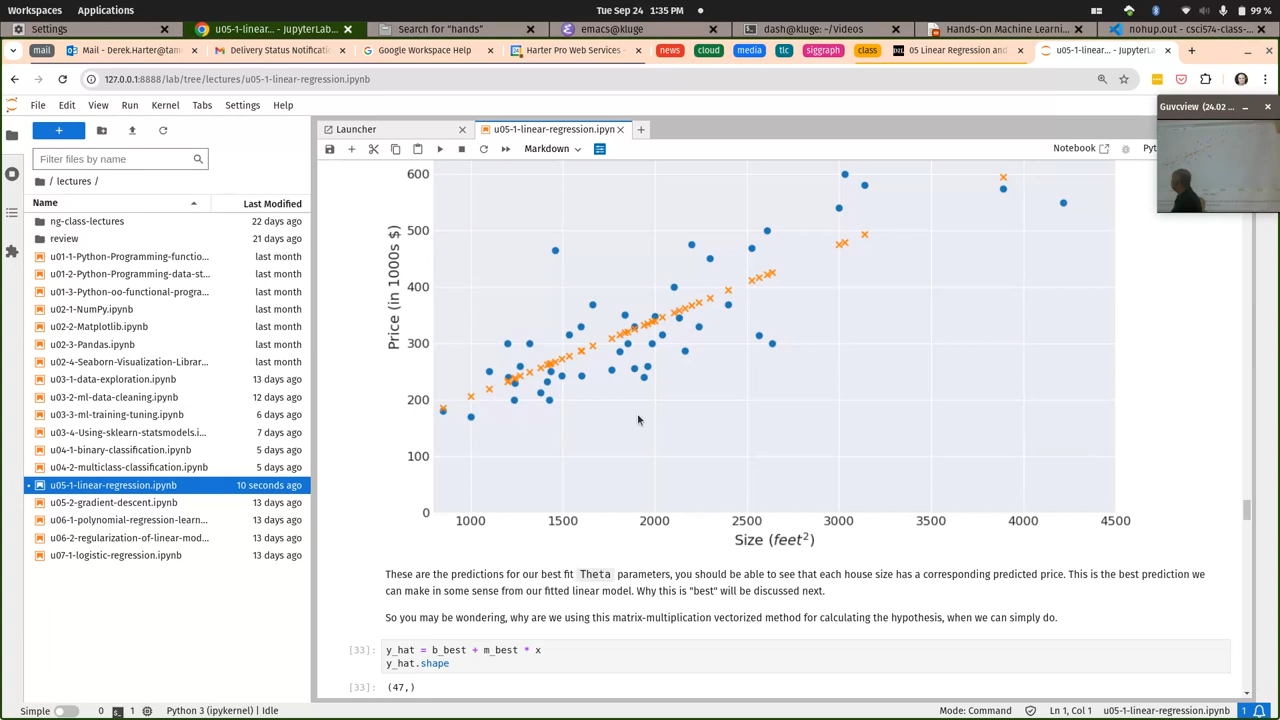 Workspaces
Applications
Tue Sep 24 1:35 PM
99 %
Settings
u05-1-linear... - JupyterLab
Search for "hands"
emacs@kluge
dash@kluge: ~/Videos
Hands-On Machine Learning
nohup.out - csci574-class-
mail
Mail - Derek.Harter@
Delivery Status Notificati
Google Workspace Help
Harter Pro Web Services -
news
cloud
media
tlc
siggraph
class
05 Linear Regression and
u05-1-linear... - JupyterLa
127.0.0.1:8888/lab/tree/lectures/u05-1-linear-regression.ipynb
File Edit View Run Kernel Tabs Settings Help
Guvcview (24.02 ...
Launcher
u05-1-linear-regression.ipyn
Markdown
Notebook
Pyt
Filter files by name
/ lectures /
Name
Last Modified
ng-class-lectures 22 days ago
review 21 days ago
u01-1-Python-Programming-functio... last month
u01-2-Python-Programming-data-st... last month
u01-3-Python-oo-functional-progra... last month
u02-1-NumPy.ipynb last month
u02-2-Matplotlib.ipynb last month
u02-3-Pandas.ipynb last month
u02-4-Seaborn-Visualization-Librar... last month
u03-1-data-exploration.ipynb 13 days ago
u03-2-ml-data-cleaning.ipynb 12 days ago
u03-3-ml-training-tuning.ipynb 6 days ago
u03-4-Using-sklearn-statsmodels.i... 7 days ago
u04-1-binary-classification.ipynb 5 days ago
u04-2-multiclass-classification.ipynb 5 days ago
u05-1-linear-regression.ipynb 10 seconds ago
u05-2-gradient-descent.ipynb 13 days ago
u06-1-polynomial-regression-learn... 13 days ago
u06-2-regularization-of-linear-mod... 13 days ago
u07-1-logistic-regression.ipynb 13 days ago
600
500
400
300
200
100
0
Price (in 1000s $)
1000 1500 2000 2500 3000 3500 4000 4500
Size (feet²)
These are the predictions for our best fit Theta parameters, you should be able to see that each house size has a corresponding predicted price. This is the best prediction we
can make in some sense from our fitted linear model. Why this is "best" will be discussed next.
So you may be wondering, why are we using this matrix-multiplication vectorized method for calculating the hypothesis, when we can simply do.
[33]: y_hat = b_best + m_best * x
y_hat.shape
[33]: (47,)
Simple
0
1
Python 3 (ipykernel) | Idle
Mode: Command
Ln 1, Col 1
u05-1-linear-regression.ipynb
1